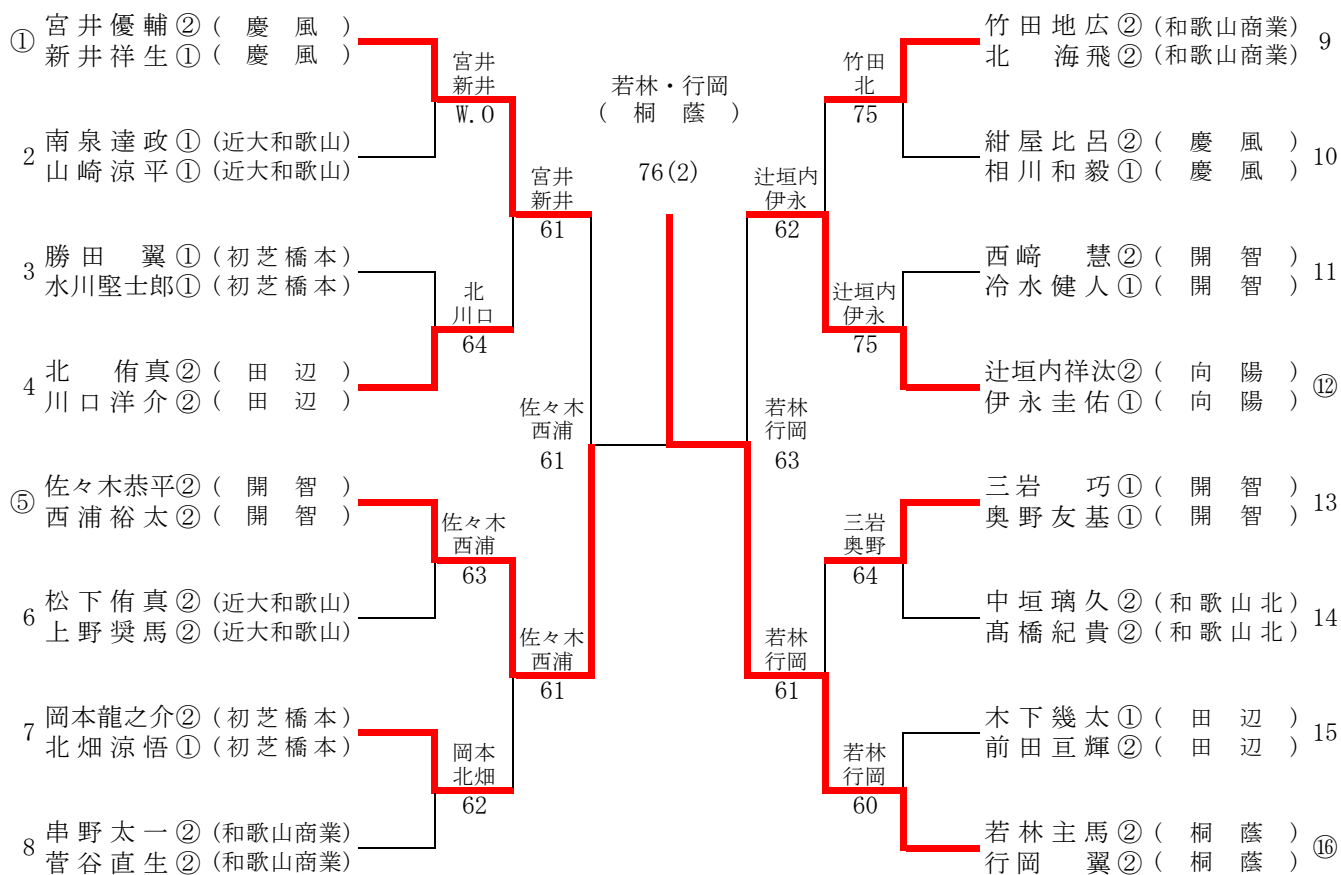 ① 宮井優輔② (慶風)
新井祥生① (慶風)
2 南泉達政① (近大和歌山)
山崎涼平① (近大和歌山)
3 勝田翼① (初芝橋本)
水川堅士郎① (初芝橋本)
4 北侑真② (田辺)
川口洋介② (田辺)
⑤ 佐々木恭平② (開智)
西浦裕太② (開智)
6 松下侑真② (近大和歌山)
上野奨馬② (近大和歌山)
7 岡本龍之介② (初芝橋本)
北畑涼悟① (初芝橋本)
8 串野太一② (和歌山商業)
菅谷直生② (和歌山商業)
宮井
新井
W.O
北
川口
64
佐々木
西浦
63
岡本
北畑
62
宮井
新井
61
佐々木
西浦
61
佐々木
西浦
61
若林・行岡
(桐蔭)
76(2)
若林
行岡
63
辻垣内
伊永
62
若林
行岡
61
竹田
北
75
辻垣内
伊永
75
三岩
奥野
64
若林
行岡
60
竹田地広② (和歌山商業) 9
北海飛② (和歌山商業)
紺屋比呂② (慶風) 10
相川和毅① (慶風)
西﨑慧② (開智) 11
冷水健人① (開智)
辻垣内祥汰② (向陽) ⑫
伊永圭佑① (向陽)
三岩巧① (開智) 13
奥野友基① (開智)
中垣璃久② (和歌山北) 14
髙橋紀貴② (和歌山北)
木下幾太① (田辺) 15
前田亘輝② (田辺)
若林主馬② (桐蔭) ⑯
行岡翼② (桐蔭)